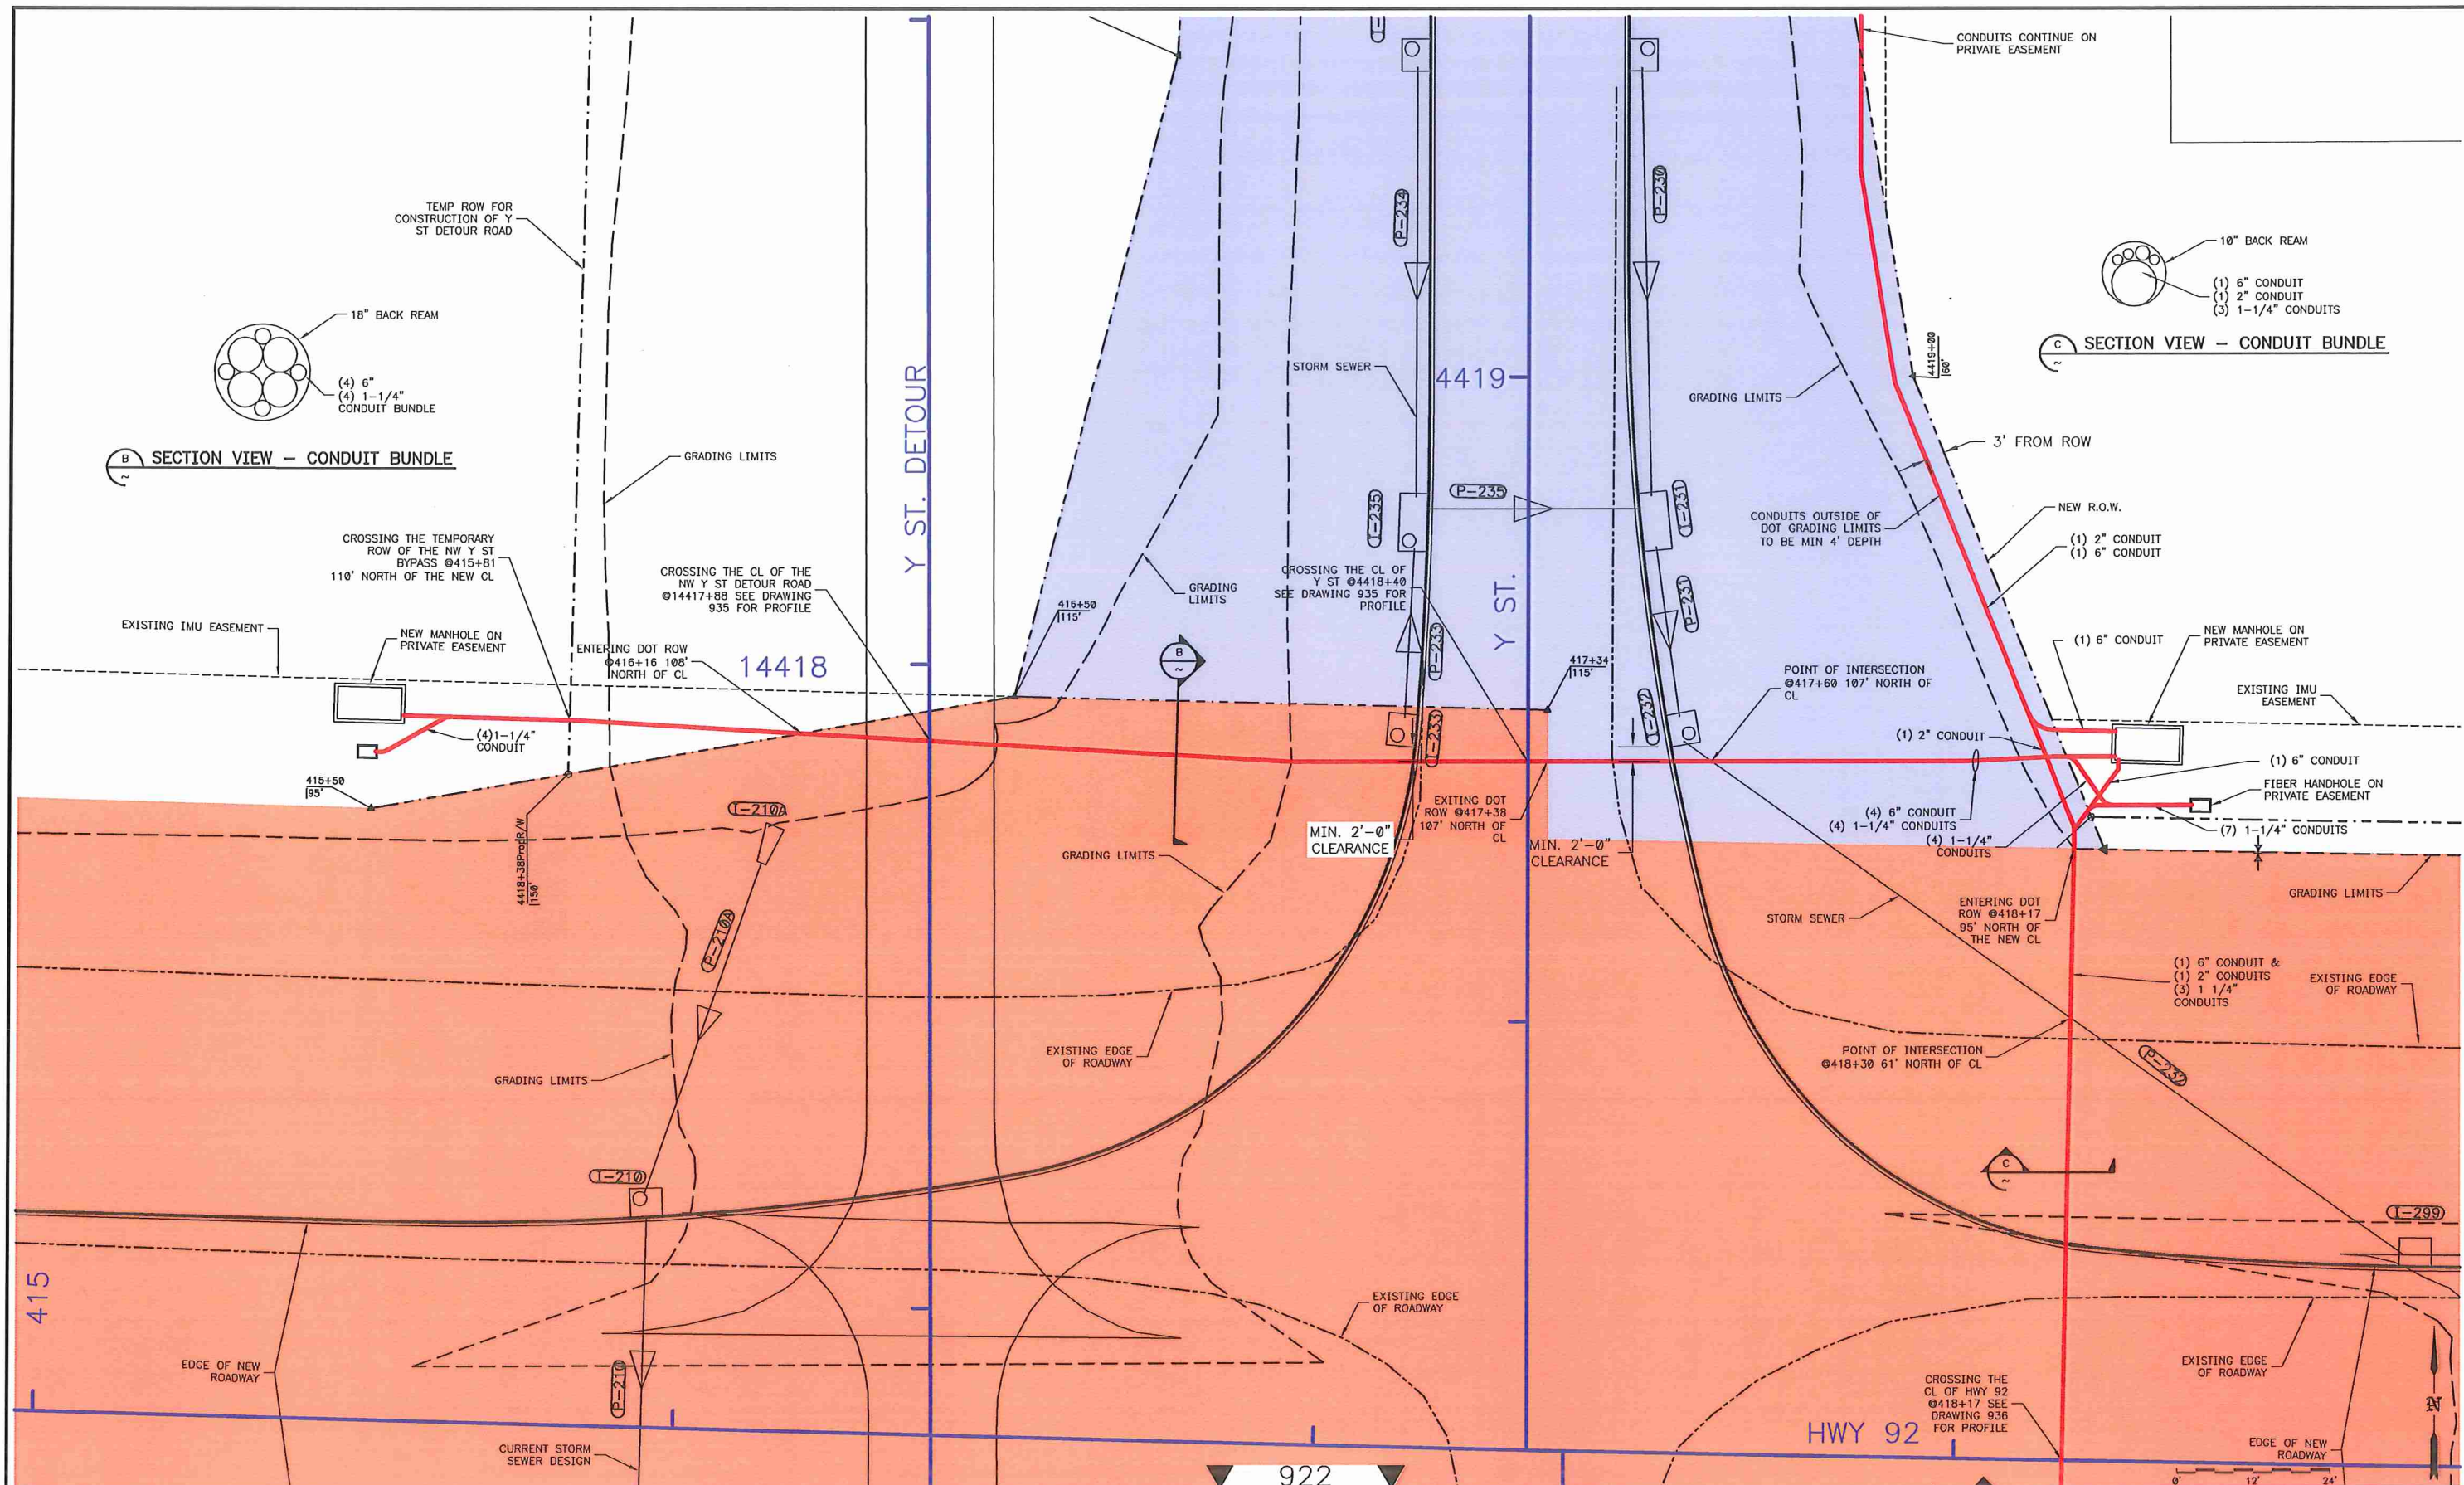 CONDUITS CONTINUE ON
PRIVATE EASEMENT
TEMP ROW FOR
CONSTRUCTION OF Y
ST DETOUR ROAD
P-234
P-230
10" BACK REAM
(1) 6" CONDUIT
(1) 2" CONDUIT
(3) 1-1/4" CONDUITS
C
~
SECTION VIEW - CONDUIT BUNDLE
18" BACK REAM
(4) 6"
(4) 1-1/4"
CONDUIT BUNDLE
B
~
SECTION VIEW - CONDUIT BUNDLE
GRADING LIMITS
Y ST. DETOUR
STORM SEWER
4419
GRADING LIMITS
4419+00
60'
3' FROM ROW
P-235
I-235
I-231
CONDUITS OUTSIDE OF
DOT GRADING LIMITS
TO BE MIN 4' DEPTH
NEW R.O.W.
(1) 2" CONDUIT
(1) 6" CONDUIT
CROSSING THE TEMPORARY
ROW OF THE NW Y ST
BYPASS @415+81
110' NORTH OF THE NEW CL
CROSSING THE CL OF THE
NW Y ST DETOUR ROAD
@14417+88 SEE DRAWING
935 FOR PROFILE
GRADING
LIMITS
CROSSING THE CL OF
Y ST @4418+40
SEE DRAWING 935 FOR
PROFILE
Y ST.
P-231
416+50
115'
EXISTING IMU EASEMENT
NEW MANHOLE ON
PRIVATE EASEMENT
ENTERING DOT ROW
@416+16 108'
NORTH OF CL
14418
B
~
P-233
417+34
115'
POINT OF INTERSECTION
@417+60 107' NORTH OF
CL
(1) 6" CONDUIT
NEW MANHOLE ON
PRIVATE EASEMENT
EXISTING IMU
EASEMENT
(4)1-1/4"
CONDUIT
I-233
I-232
(1) 2" CONDUIT
(1) 6" CONDUIT
415+50
95'
FIBER HANDHOLE ON
PRIVATE EASEMENT
I-210A
EXITING DOT
ROW @417+38
107' NORTH OF
CL
(4) 6" CONDUIT
(4) 1-1/4" CONDUITS
(4) 1-1/4"
CONDUITS
(7) 1-1/4" CONDUITS
MIN. 2'-0"
CLEARANCE
MIN. 2'-0"
CLEARANCE
4418+38PropR/W
150'
GRADING LIMITS
GRADING LIMITS
P-210A
STORM SEWER
ENTERING DOT
ROW @418+17
95' NORTH OF
THE NEW CL
(1) 6" CONDUIT &
(1) 2" CONDUITS
(3) 1 1/4"
CONDUITS
EXISTING EDGE
OF ROADWAY
EXISTING EDGE
OF ROADWAY
POINT OF INTERSECTION
@418+30 61' NORTH OF CL
P-232
GRADING LIMITS
C
~
I-210
I-299
415
EXISTING EDGE
OF ROADWAY
EDGE OF NEW
ROADWAY
P-210
EXISTING EDGE
OF ROADWAY
CROSSING THE
CL OF HWY 92
@418+17 SEE
DRAWING 936
FOR PROFILE
N
HWY 92
CURRENT STORM
SEWER DESIGN
EDGE OF NEW
ROADWAY
922
0' 12' 24'